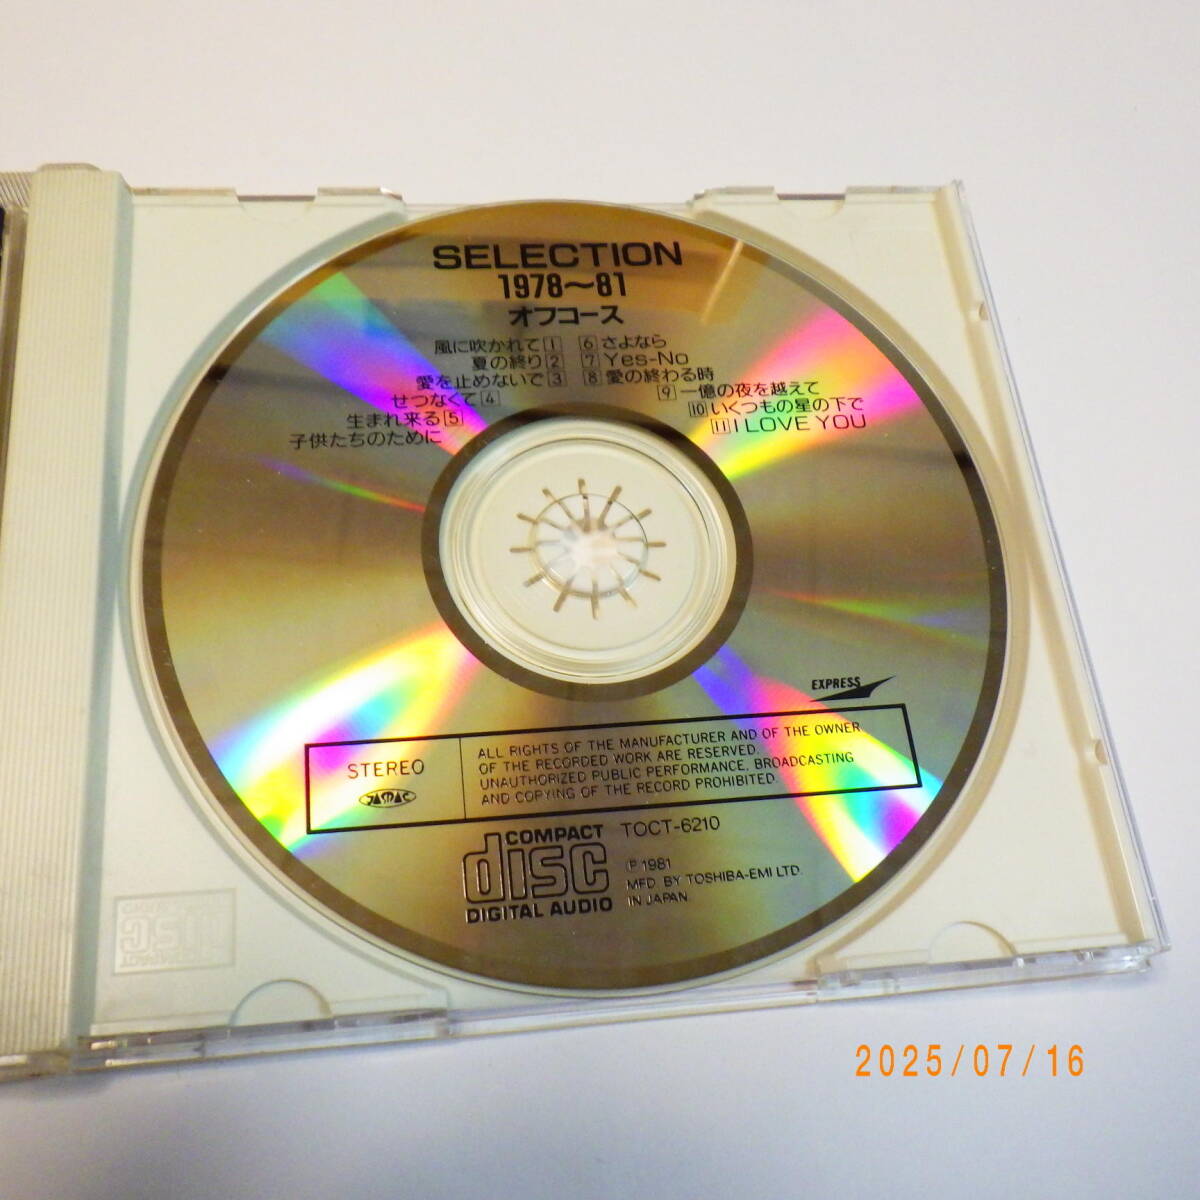 SELECTION
1978〜81
オフコース
風に吹かれて 1
夏の終り 2
愛を止めないで 3
せつなくて 4
生まれ来る 5
子供たちのために
6 さよなら
7 Yes-No
8 愛の終わる時
9 一億の夜を越えて
10 いくつもの星の下で
11 I LOVE YOU
EXPRESS
STEREO
JASRAC
ALL RIGHTS OF THE MANUFACTURER AND OF THE OWNER
OF THE RECORDED WORK ARE RESERVED.
UNAUTHORIZED PUBLIC PERFORMANCE, BROADCASTING
AND COPYING OF THE RECORD PROHIBITED.
COMPACT
disc
DIGITAL AUDIO
TOCT-6210
℗ 1981
MFD. BY TOSHIBA-EMI LTD.
IN JAPAN
2025/07/16